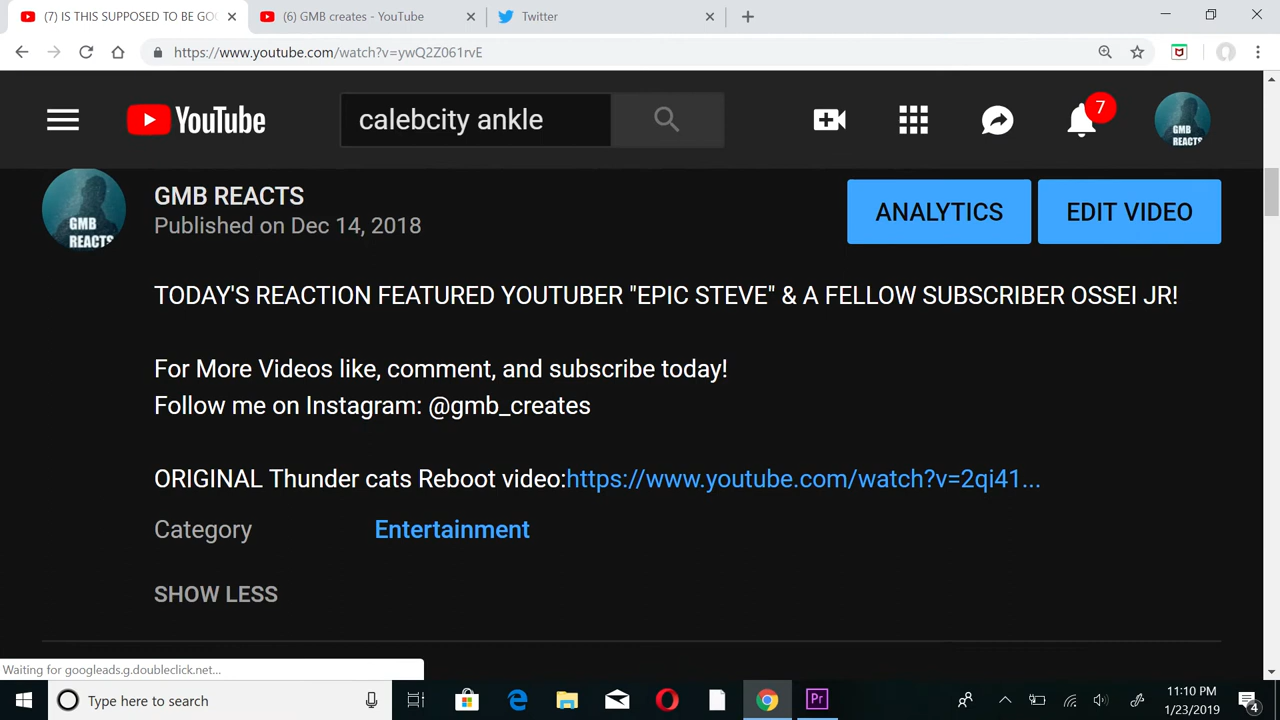 (7) IS THIS SUPPOSED TO BE GO
(6) GMB creates - YouTube
Twitter
https://www.youtube.com/watch?v=ywQ2Z061rvE
YouTube
calebcity ankle
7
GMB REACTS
GMB REACTS
GMB REACTS
Published on Dec 14, 2018
ANALYTICS
EDIT VIDEO
TODAY'S REACTION FEATURED YOUTUBER "EPIC STEVE" & A FELLOW SUBSCRIBER OSSEI JR!
For More Videos like, comment, and subscribe today!
Follow me on Instagram: @gmb_creates
ORIGINAL Thunder cats Reboot video:https://www.youtube.com/watch?v=2qi41...
Category
Entertainment
SHOW LESS
Waiting for googleads.g.doubleclick.net...
Type here to search
Pr
11:10 PM
1/23/2019
4